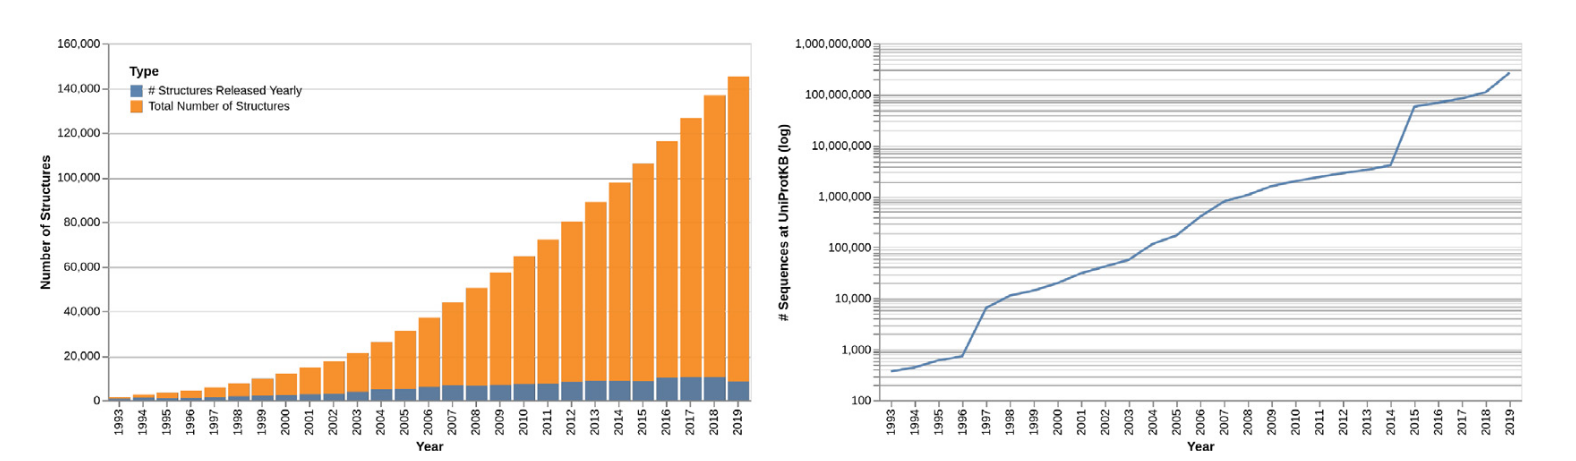 160,000
140,000
120,000
100,000
80,000
60,000
40,000
20,000
0
Number of Structures
Type
# Structures Released Yearly
Total Number of Structures
1993 1994 1995 1996 1997 1998 1999 2000 2001 2002 2003 2004 2005 2006 2007 2008 2009 2010 2011 2012 2013 2014 2015 2016 2017 2018 2019
Year
1,000,000,000
100,000,000
10,000,000
1,000,000
100,000
10,000
1,000
100
# Sequences at UniProtKB (log)
1993 1994 1995 1996 1997 1998 1999 2000 2001 2002 2003 2004 2005 2006 2007 2008 2009 2010 2011 2012 2013 2014 2015 2016 2017 2018 2019
Year